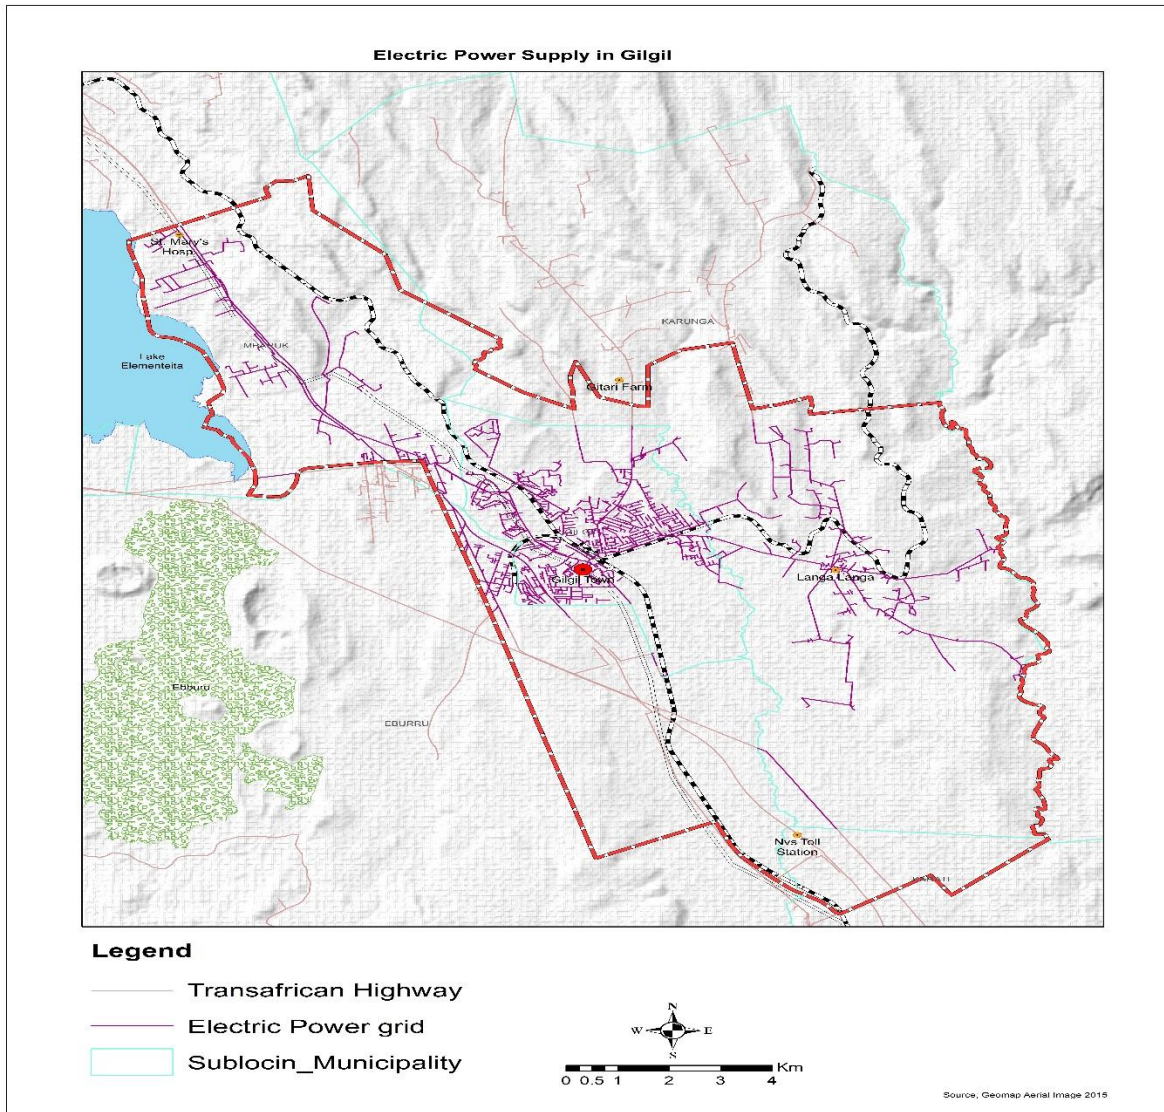 Electric Power Supply in Gilgil
St. Mary's
Hosp.
KARUNGA
Lake
Elementeita
Gitari Farm
Gilgil Town
Langa Langa
Ebburu
EBURRU
Nvs Toll
Station
Legend
Transafrican Highway
Electric Power grid
Sublocin_Municipality
N
W
E
S
Km
0 0.5 1 2 3 4
Source; Geomap Aerial Image 2015